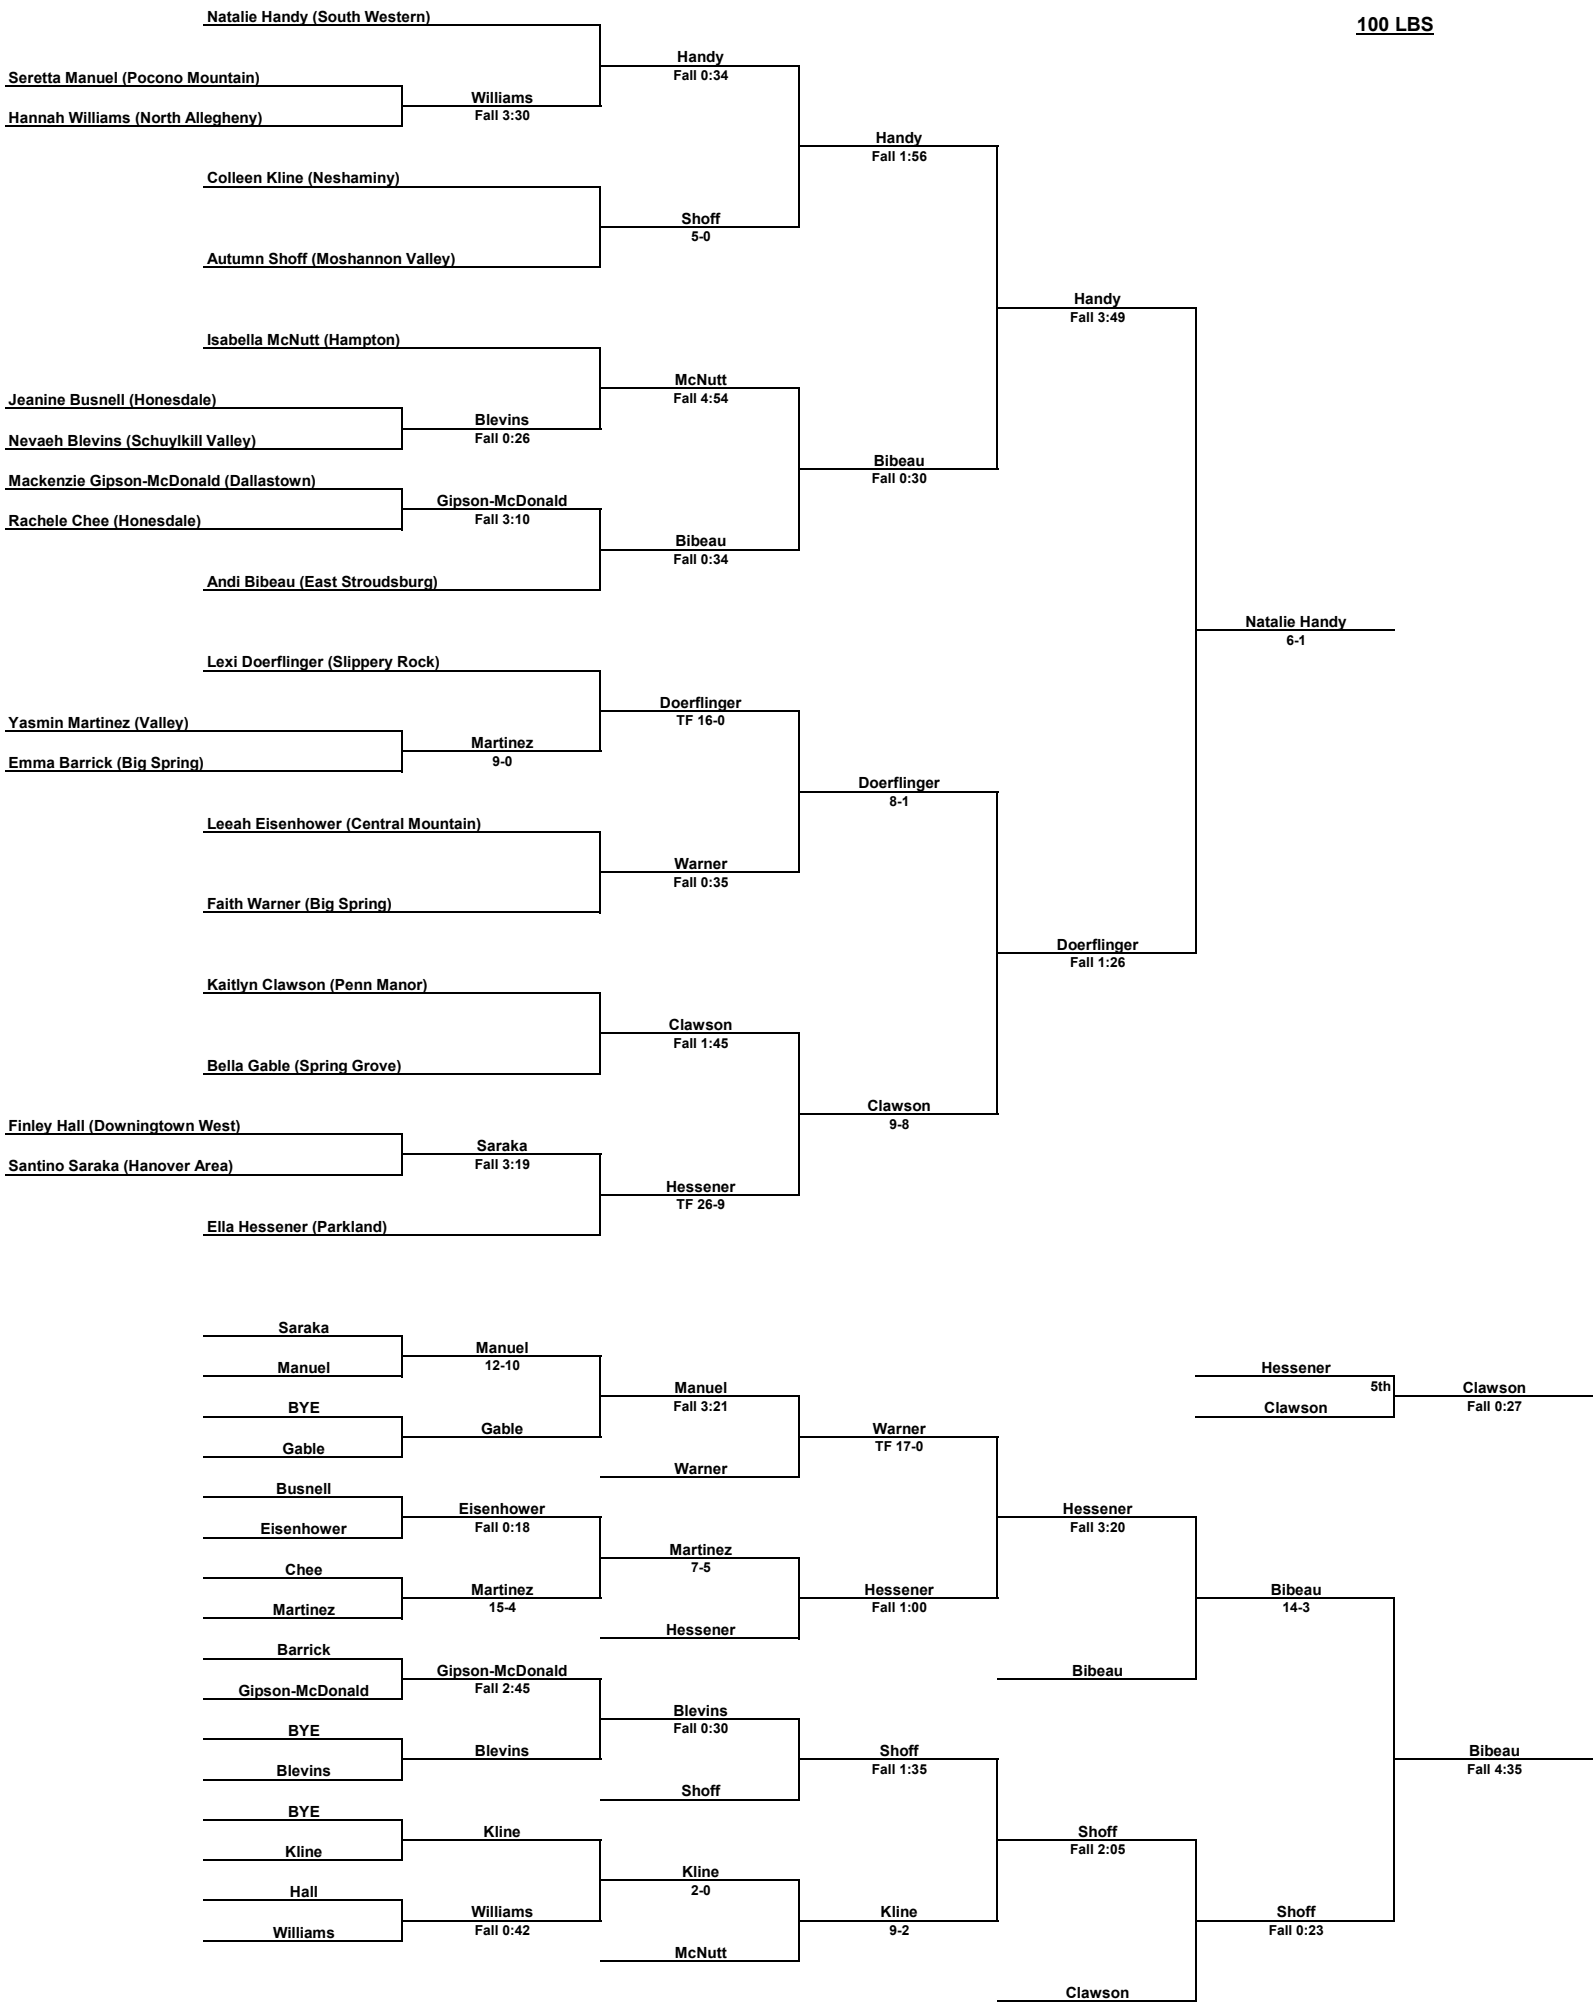 100 LBS
Natalie Handy (South Western)
Handy
Fall 0:34
Seretta Manuel (Pocono Mountain)
Williams
Fall 3:30
Hannah Williams (North Allegheny)
Handy
Fall 1:56
Colleen Kline (Neshaminy)
Shoff
5-0
Autumn Shoff (Moshannon Valley)
Handy
Fall 3:49
Isabella McNutt (Hampton)
McNutt
Fall 4:54
Jeanine Busnell (Honesdale)
Blevins
Fall 0:26
Nevaeh Blevins (Schuylkill Valley)
Bibeau
Fall 0:30
Mackenzie Gipson-McDonald (Dallastown)
Gipson-McDonald
Fall 3:10
Rachele Chee (Honesdale)
Bibeau
Fall 0:34
Andi Bibeau (East Stroudsburg)
Natalie Handy
6-1
Lexi Doerflinger (Slippery Rock)
Doerflinger
TF 16-0
Yasmin Martinez (Valley)
Martinez
9-0
Emma Barrick (Big Spring)
Doerflinger
8-1
Leeah Eisenhower (Central Mountain)
Warner
Fall 0:35
Faith Warner (Big Spring)
Doerflinger
Fall 1:26
Kaitlyn Clawson (Penn Manor)
Clawson
Fall 1:45
Bella Gable (Spring Grove)
Clawson
9-8
Finley Hall (Downingtown West)
Saraka
Fall 3:19
Santino Saraka (Hanover Area)
Hessener
TF 26-9
Ella Hessener (Parkland)
Saraka
Manuel
12-10
Manuel
Hessener
5th
Clawson
Clawson
Fall 0:27
Manuel
Fall 3:21
BYE
Gable
Gable
Warner
TF 17-0
Warner
Busnell
Eisenhower
Fall 0:18
Eisenhower
Hessener
Fall 3:20
Martinez
7-5
Chee
Martinez
15-4
Martinez
Hessener
Fall 1:00
Bibeau
14-3
Hessener
Barrick
Gipson-McDonald
Fall 2:45
Gipson-McDonald
Bibeau
Blevins
Fall 0:30
BYE
Blevins
Blevins
Shoff
Fall 1:35
Bibeau
Fall 4:35
Shoff
BYE
Kline
Kline
Shoff
Fall 2:05
Kline
2-0
Hall
Williams
Fall 0:42
Williams
Kline
9-2
Shoff
Fall 0:23
McNutt
Clawson